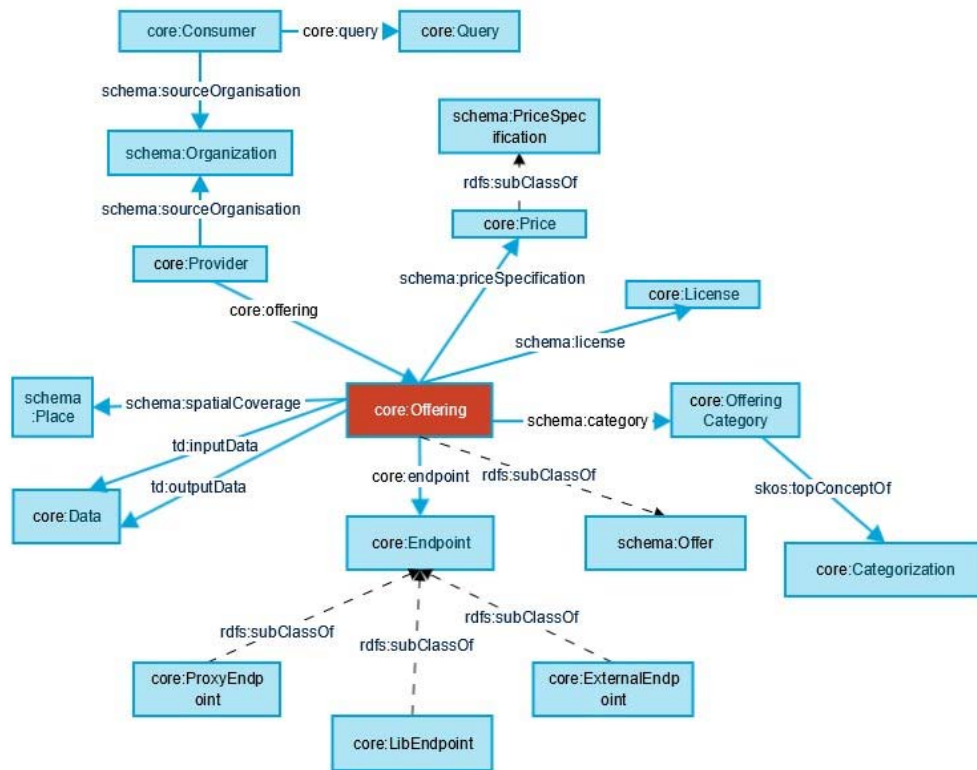 core:Consumer
core:query
core:Query
schema:sourceOrganisation
schema:PriceSpec
ification
schema:Organization
rdfs:subClassOf
schema:sourceOrganisation
core:Price
core:Provider
schema:priceSpecification
core:License
core:offering
schema:license
schema
:Place
schema:spatialCoverage
core:Offering
schema:category
core:Offering
Category
td:inputData
core:endpoint
rdfs:subClassOf
td:outputData
skos:topConceptOf
core:Data
core:Endpoint
schema:Offer
core:Categorization
rdfs:subClassOf
rdfs:subClassOf
rdfs:subClassOf
core:ProxyEndp
oint
core:ExternalEndp
oint
core:LibEndpoint